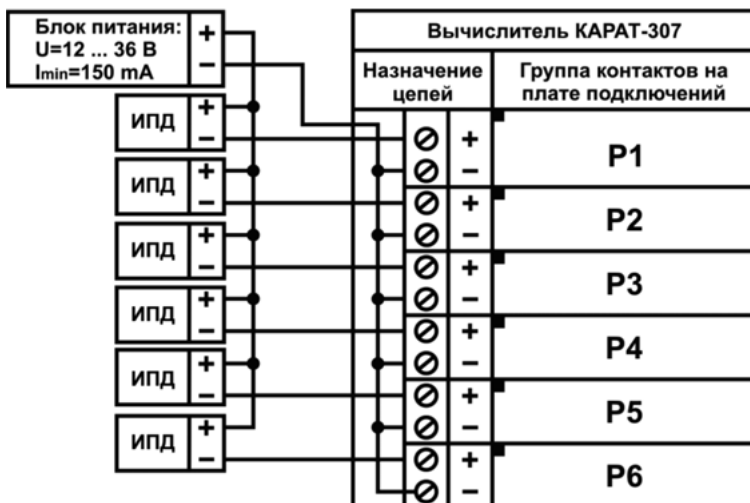 Блок питания:
U=12 ... 36 В
Imin=150 mA
+
−
Вычислитель КАРАТ-307
Назначение цепей
Группа контактов на плате подключений
ИПД
+
−
ИПД
+
−
ИПД
+
−
ИПД
+
−
ИПД
+
−
ИПД
+
−
+
−
P1
+
−
P2
+
−
P3
+
−
P4
+
−
P5
+
−
P6